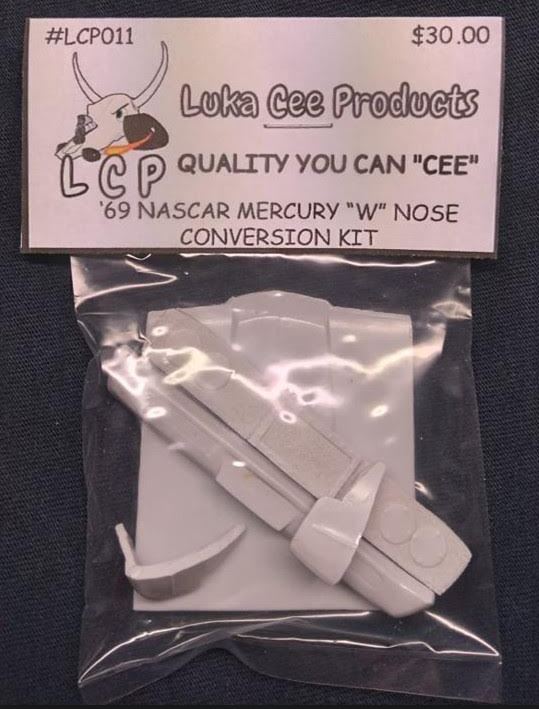 #LCP011 $30.00
Luka Cee Products
LCP QUALITY YOU CAN "CEE"
'69 NASCAR MERCURY "W" NOSE
CONVERSION KIT